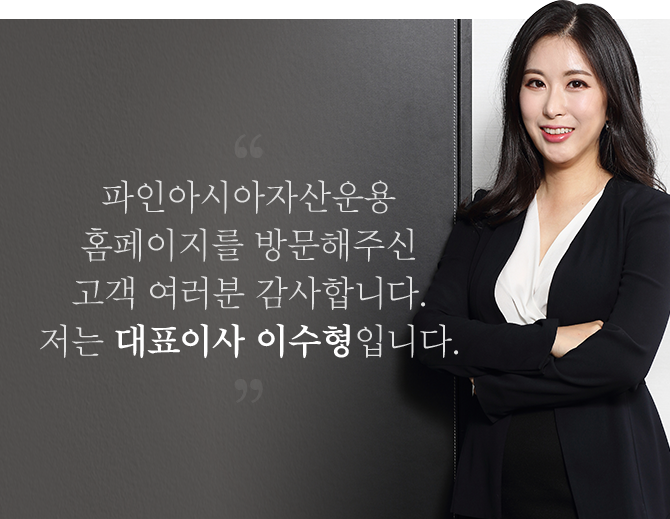 “
파인아시아자산운용
홈페이지를 방문해주신
고객 여러분 감사합니다.
저는 대표이사 이수형입니다.
”